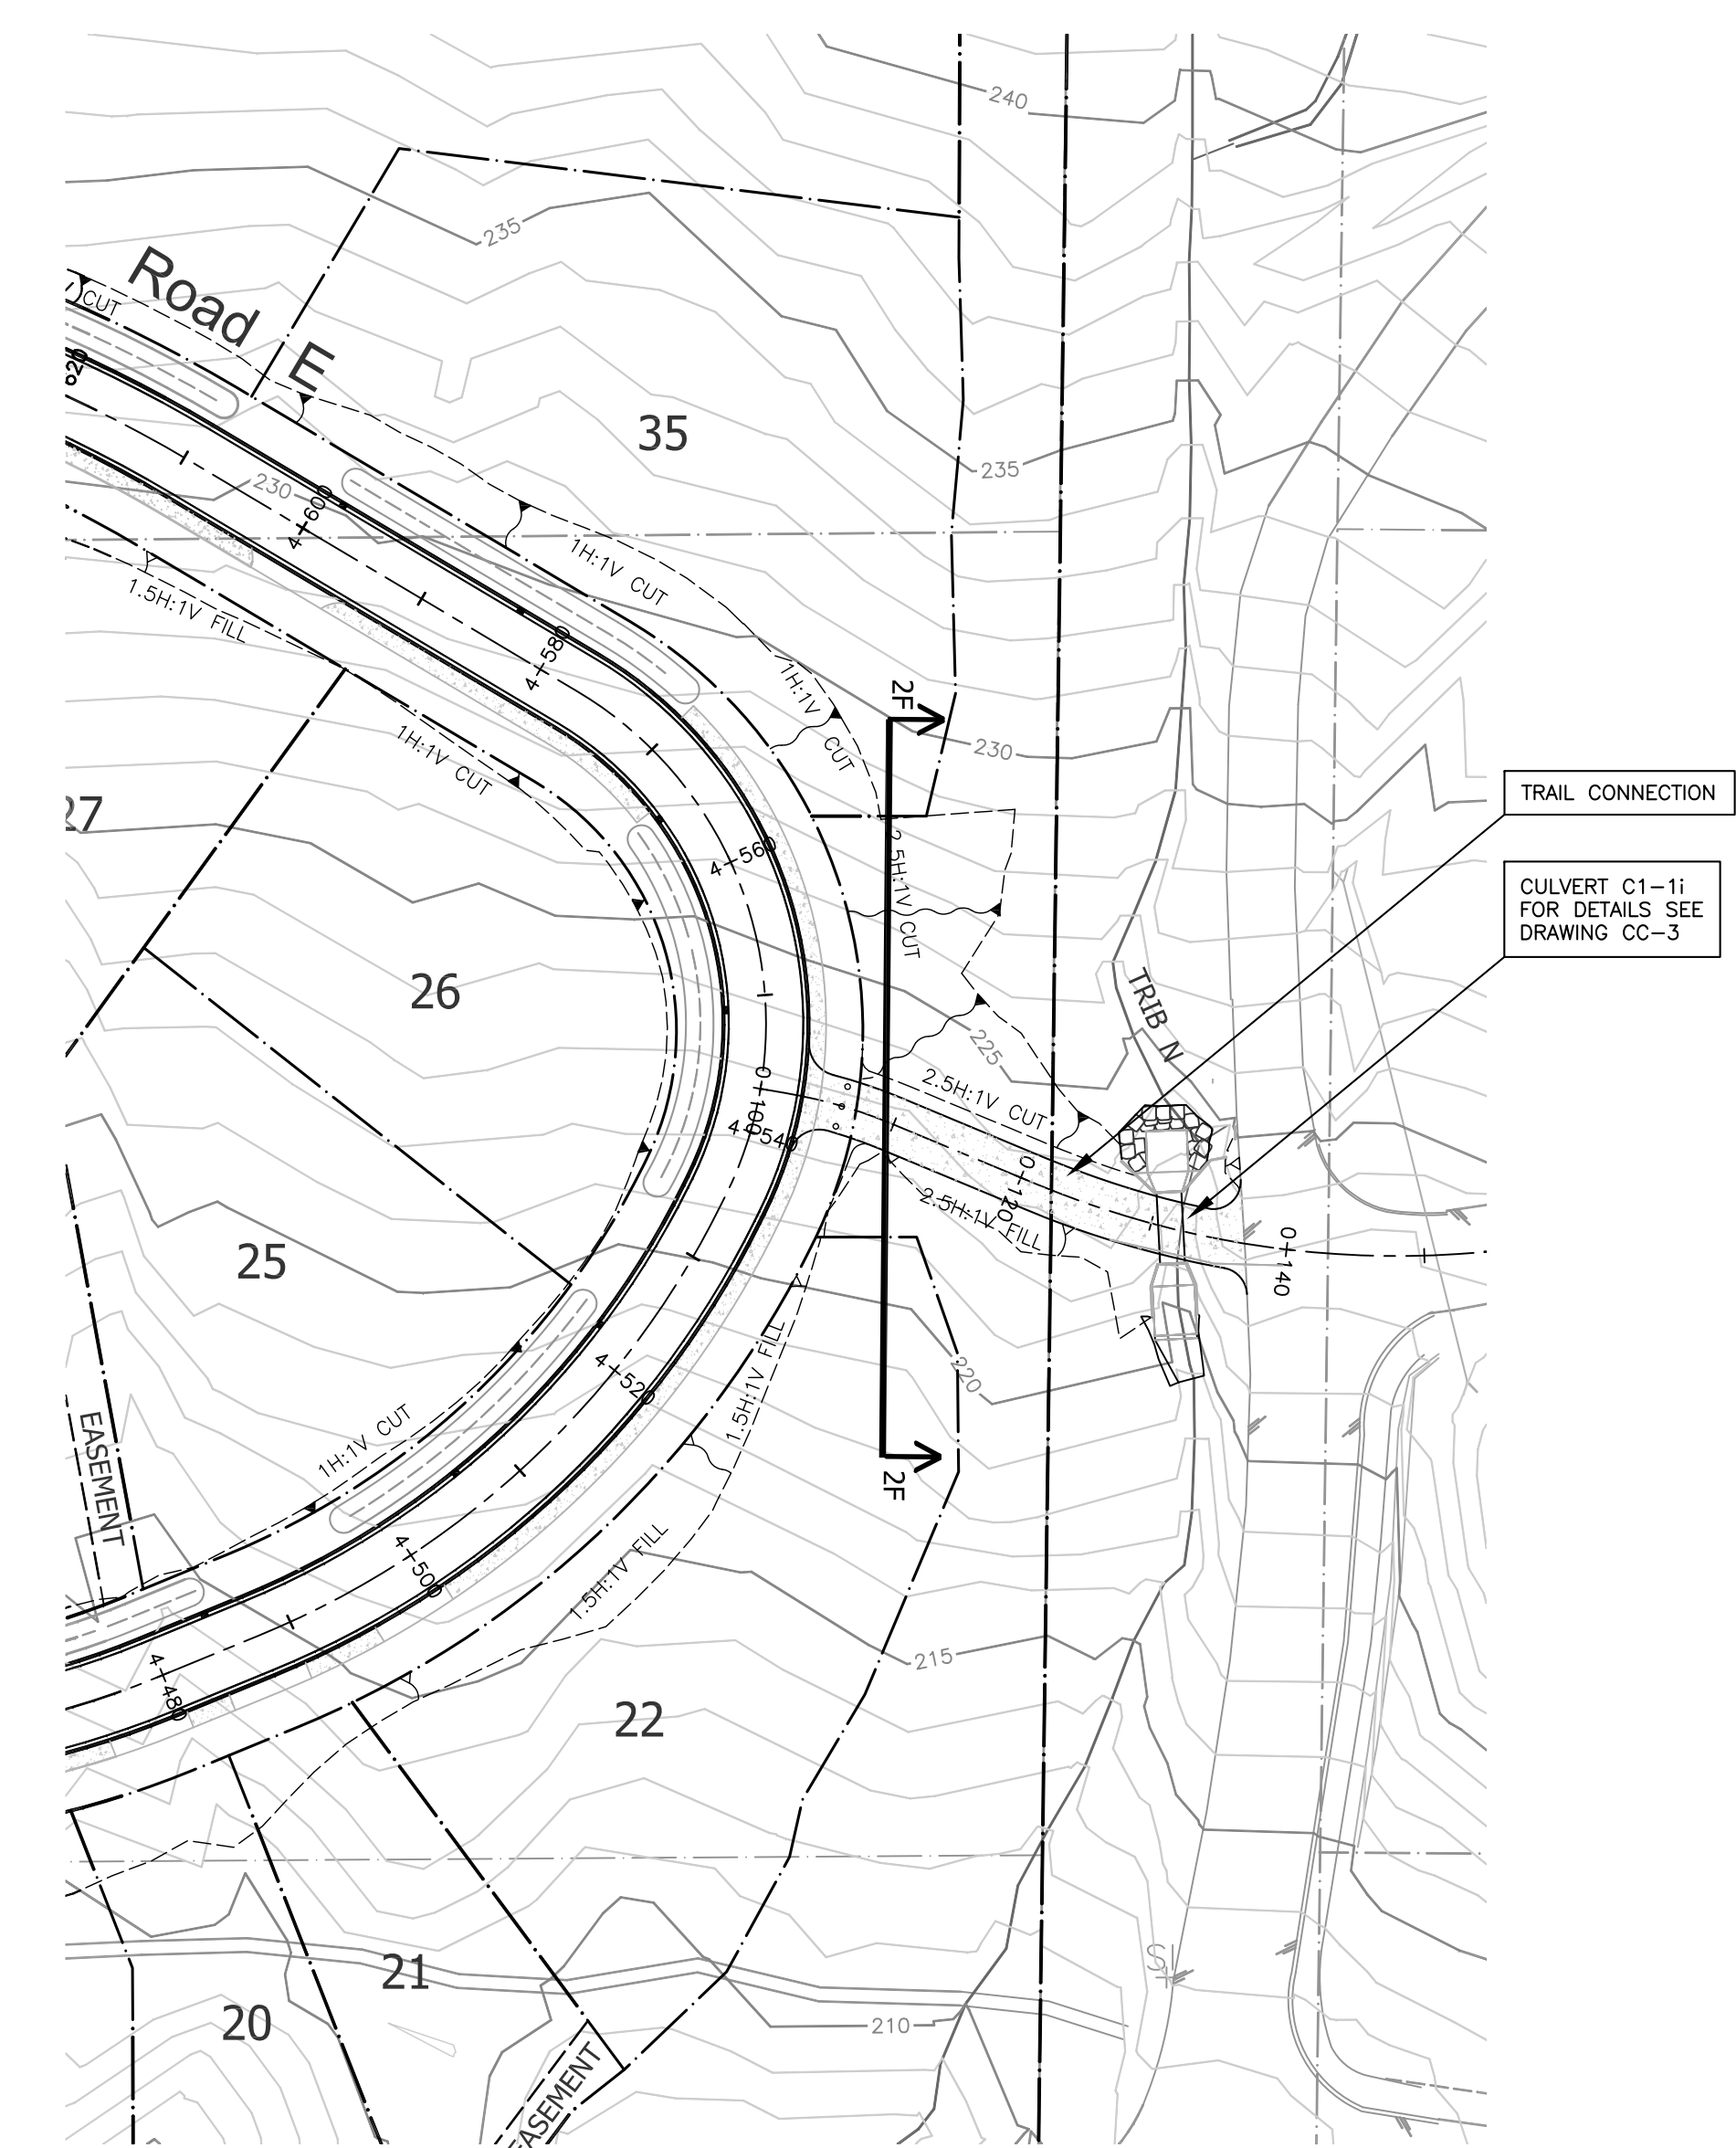 240
235
Road E
CUT
620
35
235
230
4+600
1H:1V CUT
1.5H:1V FILL
4+580
1H:1V CUT
2F
230
1H:1V CUT
TRAIL CONNECTION
27
4+560
2.5H:1V CUT
CULVERT C1-1i
FOR DETAILS SEE
DRAWING CC-3
26
TRIB N
225
2.5H:1V CUT
0+100
4+540
0+120
2.5H:1V FILL
25
0+140
220
4+520
1.5H:1V FILL
1H:1V CUT
EASEMENT
2F
4+500
1.5H:1V FILL
215
4+480
22
21
20
210
EASEMENT